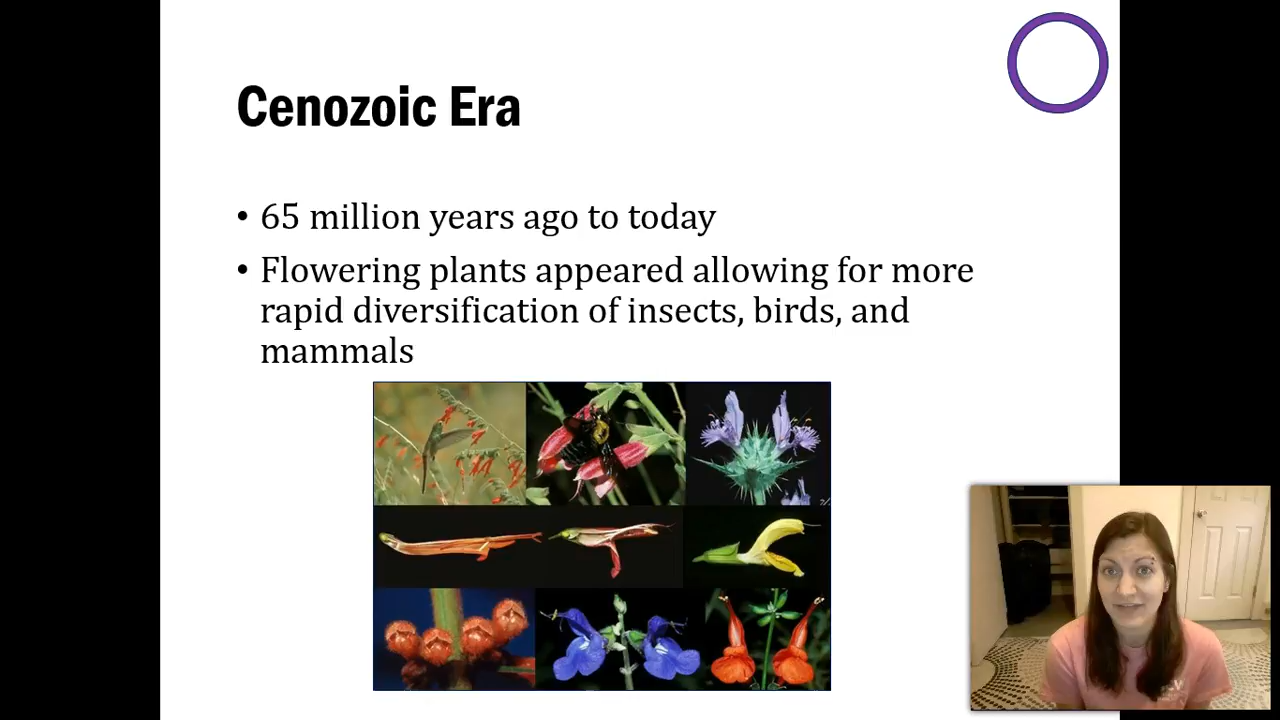 Cenozoic Era
• 65 million years ago to today
• Flowering plants appeared allowing for more
rapid diversification of insects, birds, and
mammals